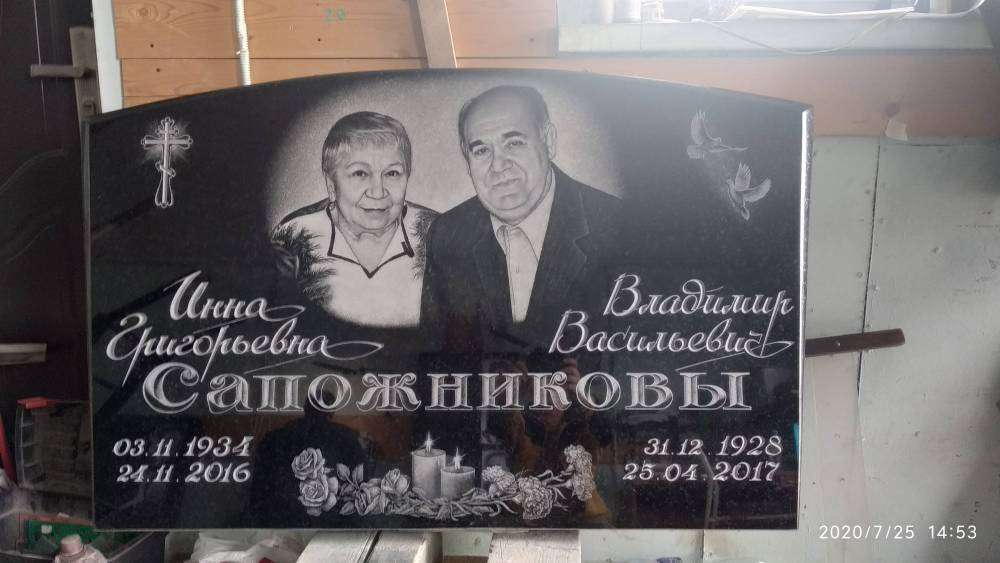 20
Инна
Григорьевна
Владимир
Васильевич
Сапожниковы
03.11.1934
24.11.2016
31.12.1928
25.04.2017
2020/7/25 14:53